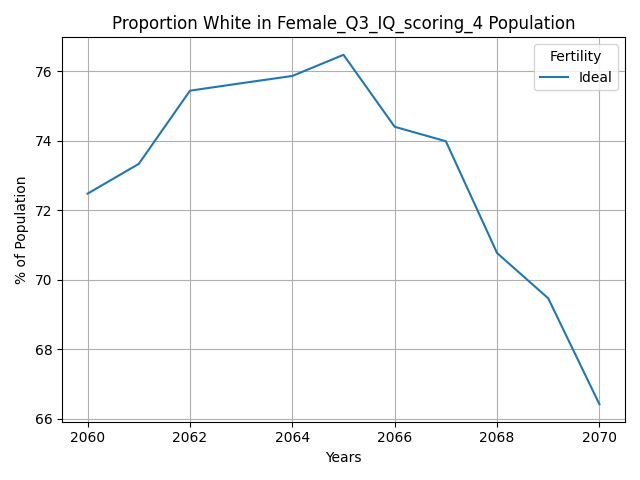 Proportion White in Female_Q3_IQ_scoring_4 Population
Fertility
Ideal
% of Population
76
74
72
70
68
66
2060 2062 2064 2066 2068 2070
Years